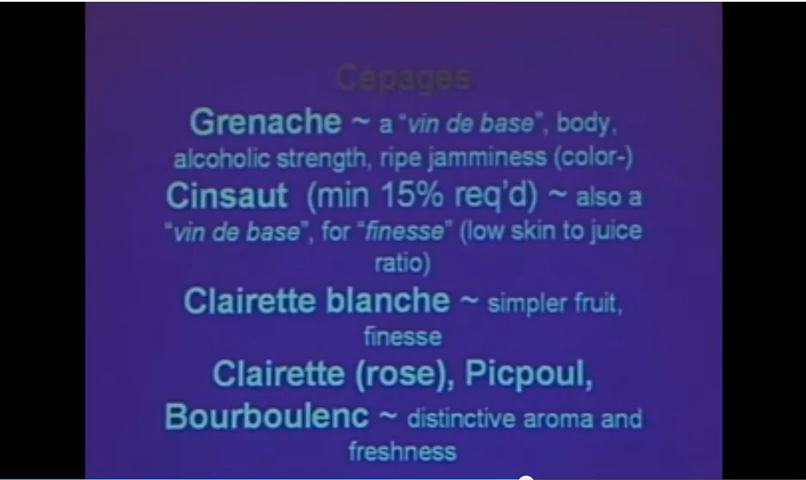 Cépages
Grenache ~ a "vin de base", body,
alcoholic strength, ripe jamminess (color-)
Cinsaut (min 15% req'd) ~ also a
"vin de base", for "finesse" (low skin to juice
ratio)
Clairette blanche ~ simpler fruit,
finesse
Clairette (rose), Picpoul,
Bourboulenc ~ distinctive aroma and
freshness